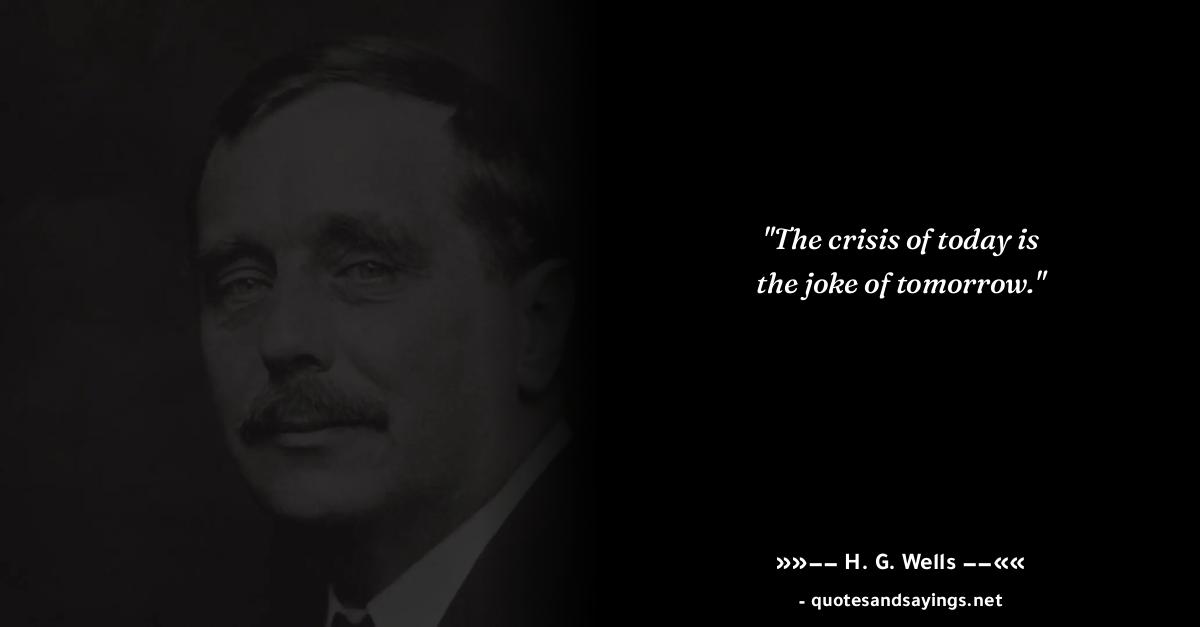 "The crisis of today is
the joke of tomorrow."
»»−− H. G. Wells −−««
- quotesandsayings.net